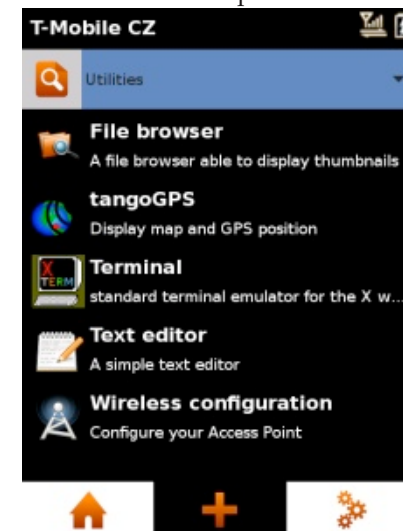 T-Mobile CZ
Utilities
File browser
A file browser able to display thumbnails
tangoGPS
Display map and GPS position
X
TERM
Terminal
standard terminal emulator for the X w...
Text editor
A simple text editor
Wireless configuration
Configure your Access Point